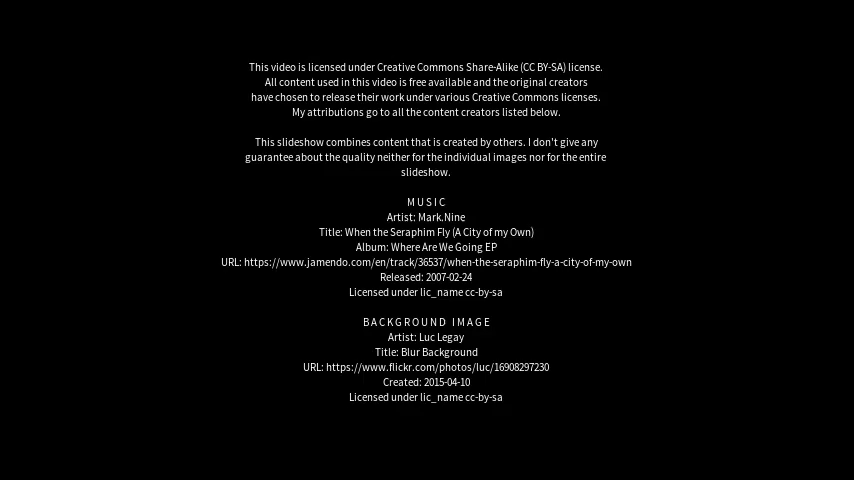 This video is licensed under Creative Commons Share-Alike (CC BY-SA) license.
All content used in this video is free available and the original creators
have chosen to release their work under various Creative Commons licenses.
My attributions go to all the content creators listed below.
This slideshow combines content that is created by others. I don't give any
guarantee about the quality neither for the individual images nor for the entire
slideshow.
MUSIC
Artist: Mark.Nine
Title: When the Seraphim Fly (A City of my Own)
Album: Where Are We Going EP
URL: https://www.jamendo.com/en/track/36537/when-the-seraphim-fly-a-city-of-my-own
Released: 2007-02-24
Licensed under lic_name cc-by-sa
BACKGROUND IMAGE
Artist: Luc Legay
Title: Blur Background
URL: https://www.flickr.com/photos/luc/16908297230
Created: 2015-04-10
Licensed under lic_name cc-by-sa